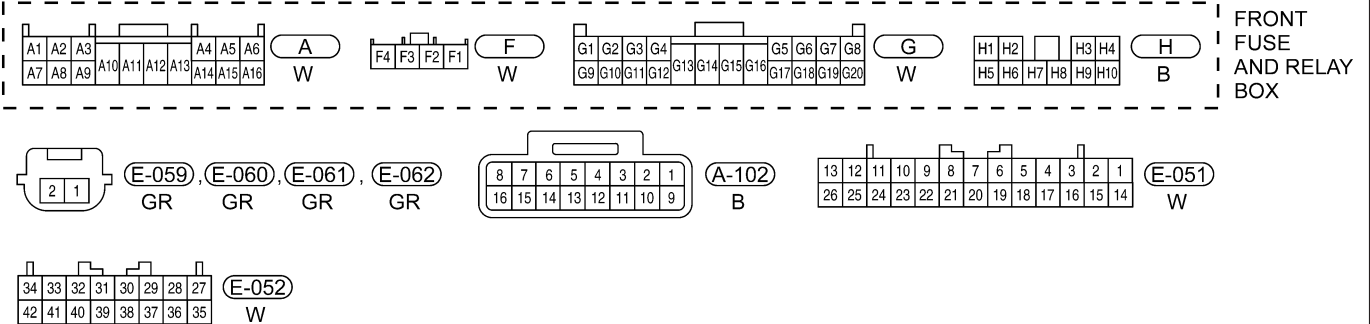 A1 A2 A3 A4 A5 A6
A7 A8 A9 A10 A11 A12 A13 A14 A15 A16
A
W
F4 F3 F2 F1
F
W
G1 G2 G3 G4 G5 G6 G7 G8
G9 G10 G11 G12 G13 G14 G15 G16 G17 G18 G19 G20
G
W
H1 H2 H3 H4
H5 H6 H7 H8 H9 H10
H
B
FRONT
FUSE
AND RELAY
BOX
2 1
E-059 , E-060 , E-061 , E-062
GR GR GR GR
8 7 6 5 4 3 2 1
16 15 14 13 12 11 10 9
A-102
B
13 12 11 10 9 8 7 6 5 4 3 2 1
26 25 24 23 22 21 20 19 18 17 16 15 14
E-051
W
34 33 32 31 30 29 28 27
42 41 40 39 38 37 36 35
E-052
W